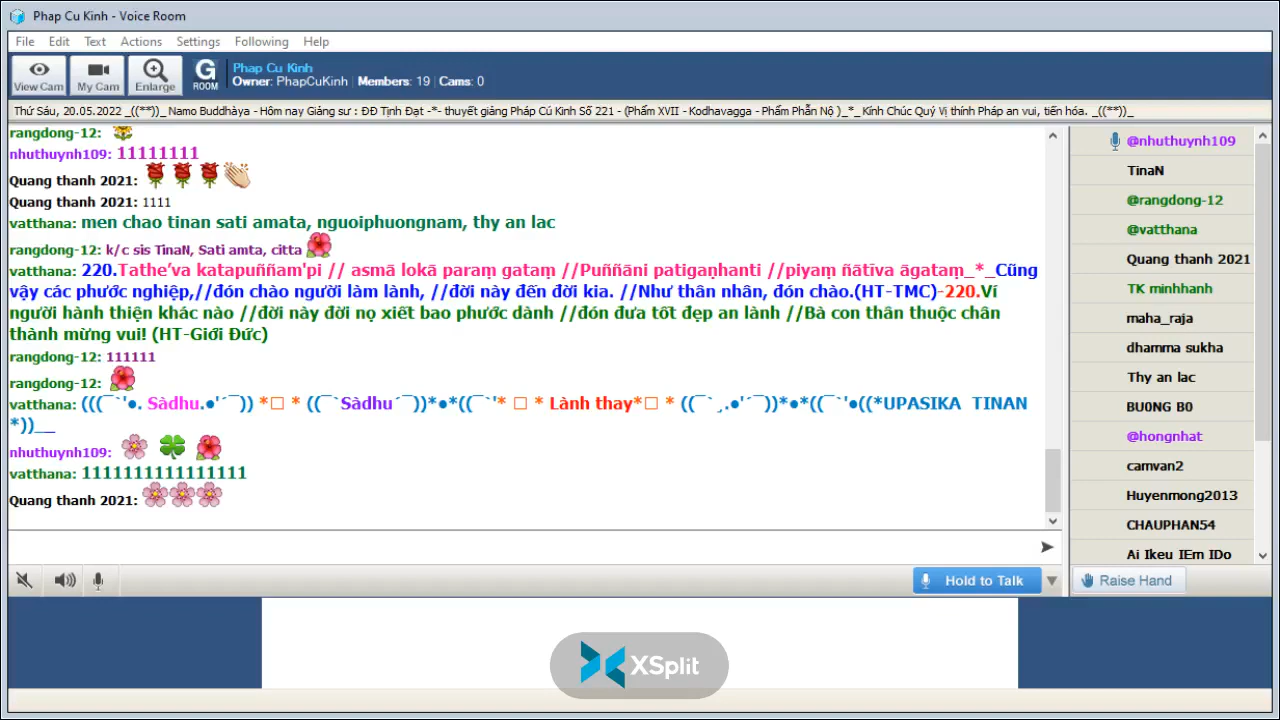 Phap Cu Kinh - Voice Room
File Edit Text Actions Settings Following Help
View Cam My Cam Enlarge G ROOM
Phap Cu Kinh
Owner: PhapCuKinh | Members: 19 | Cams: 0
Thứ Sáu, 20.05.2022 _((**))_ Namo Buddhàya - Hôm nay Giảng sư : ĐĐ Tịnh Đạt -*- thuyết giảng Pháp Cú Kinh Số 221 - (Phẩm XVII - Kodhavagga - Phẩm Phẫn Nộ )_*_ Kính Chúc Quý Vị thính Pháp an vui, tiến hóa. _((**))_
rangdong-12:
nhuthuynh109: 11111111
Quang thanh 2021:
Quang thanh 2021: 1111
vatthana: men chao tinan sati amata, nguoiphuongnam, thy an lac
rangdong-12: k/c sis TinaN, Sati amta, citta
vatthana: 220.Tathe’va katapuññam'pi // asmā lokā paraṃ gataṃ //Puññāni patigaṇhanti //piyaṃ ñātīva āgataṃ_*_Cũng
vậy các phước nghiệp,//đón chào người làm lành, //đời này đến đời kia. //Như thân nhân, đón chào.(HT-TMC)-220.Ví
người hành thiện khác nào //đời này đời nọ xiết bao phước dành //đón đưa tốt đẹp an lành //Bà con thân thuộc chân
thành mừng vui! (HT-Giới Đức)
rangdong-12: 111111
rangdong-12:
vatthana: (((¯`'•. Sàdhu.•'´¯)) *□ * ((¯`Sàdhu´¯))*•*((¯`'* □ * Lành thay*□ * ((¯`¸.•'´¯))*•*((¯`'•((*UPASIKA TINAN
*))__
nhuthuynh109:
vatthana: 1111111111111111
Quang thanh 2021:
Hold to Talk
@nhuthuynh109
TinaN
@rangdong-12
@vatthana
Quang thanh 2021
TK minhhanh
maha_raja
dhamma sukha
Thy an lac
BU0NG B0
@hongnhat
camvan2
Huyenmong2013
CHAUPHAN54
Ai Ikeu IEm IDo
Raise Hand
XSplit